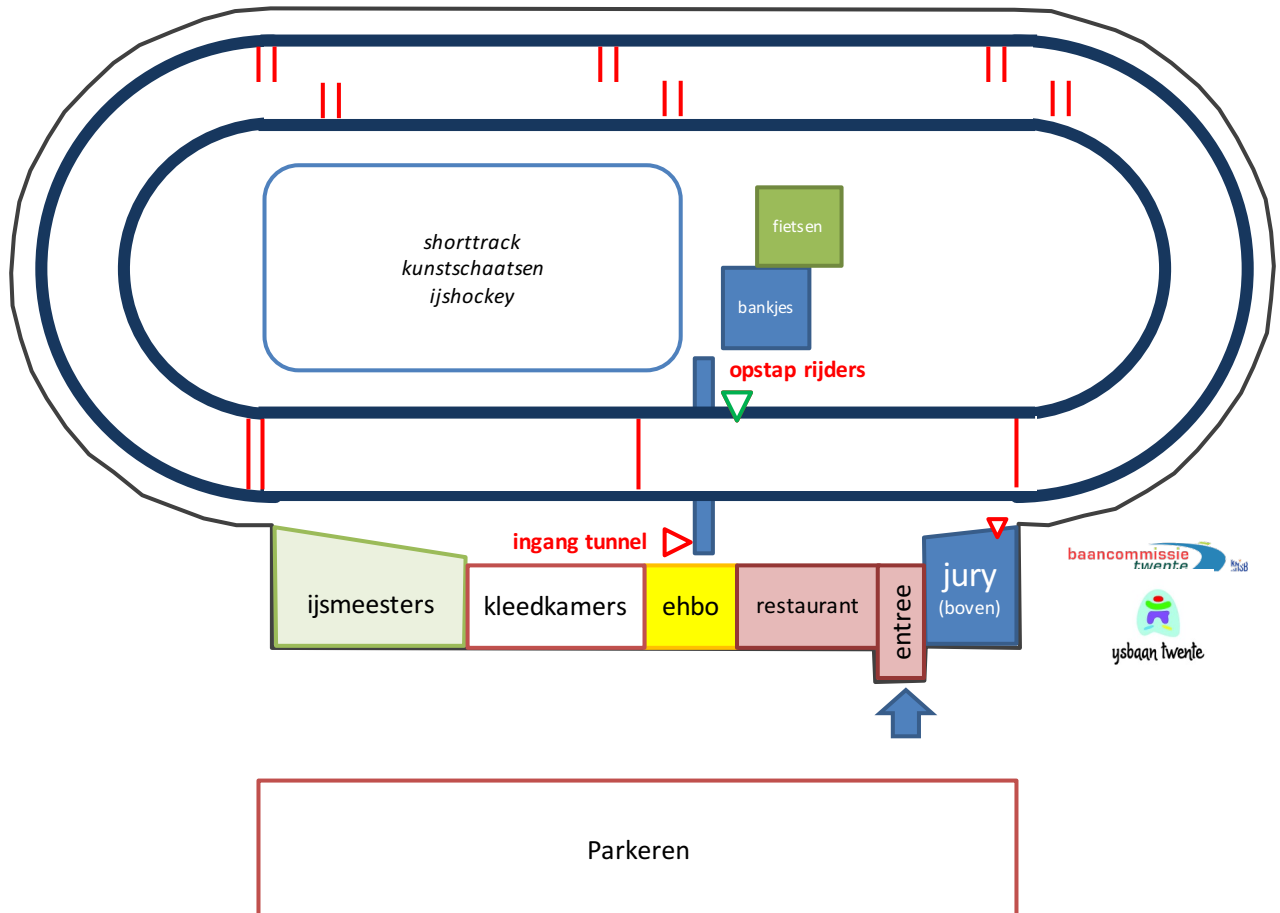 shorttrack
kunstschaatsen
ijshockey
fietsen
bankjes
opstap rijders
ingang tunnel
ijsmeesters
kleedkamers
ehbo
restaurant
entree
jury
(boven)
baancommissie
twente
KNSB
ysbaan twente
Parkeren